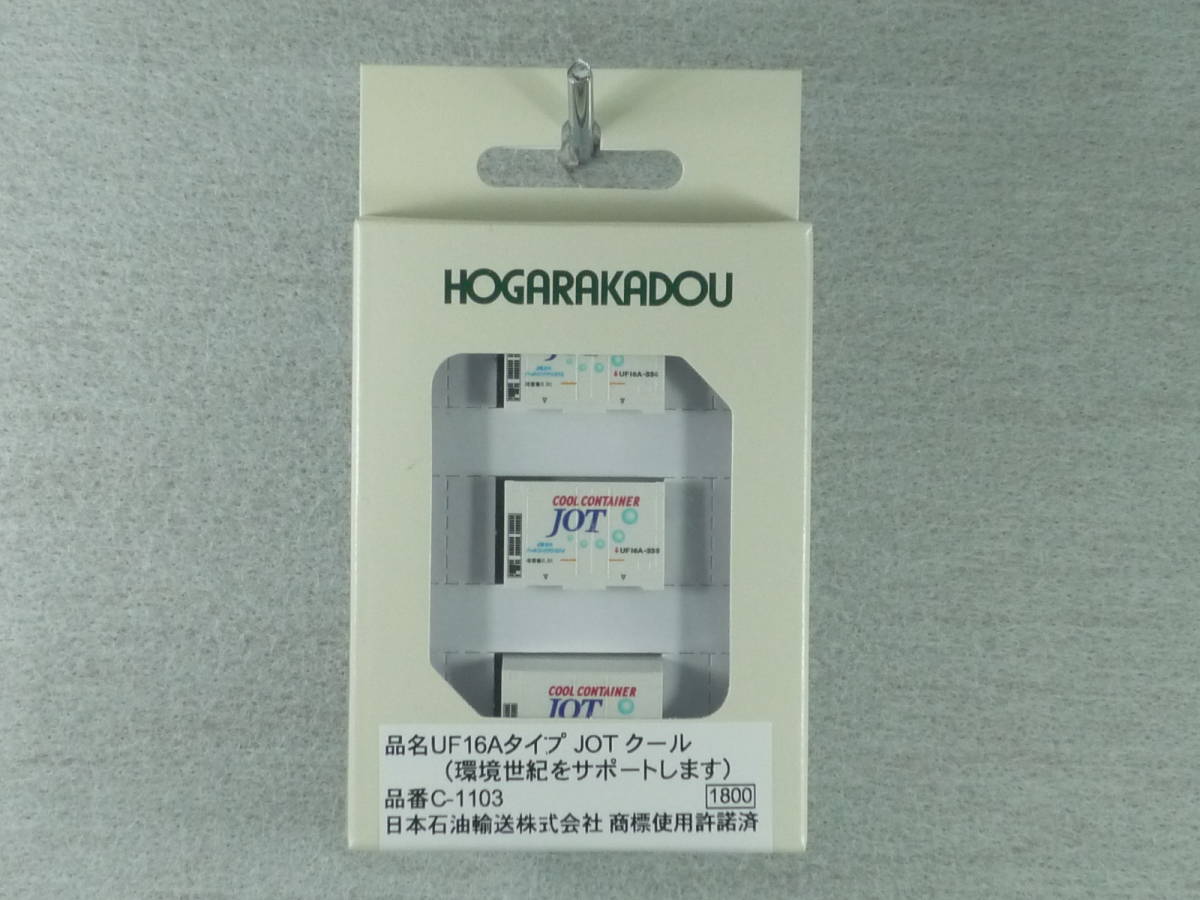 HOGARAKADOU
UF16A-334
COOL CONTAINER
JOT
UF16A-335
COOL CONTAINER
JOT
品名UF16Aタイプ JOT クール
(環境世紀をサポートします)
品番C-1103
1800
日本石油輸送株式会社 商標使用許諾済